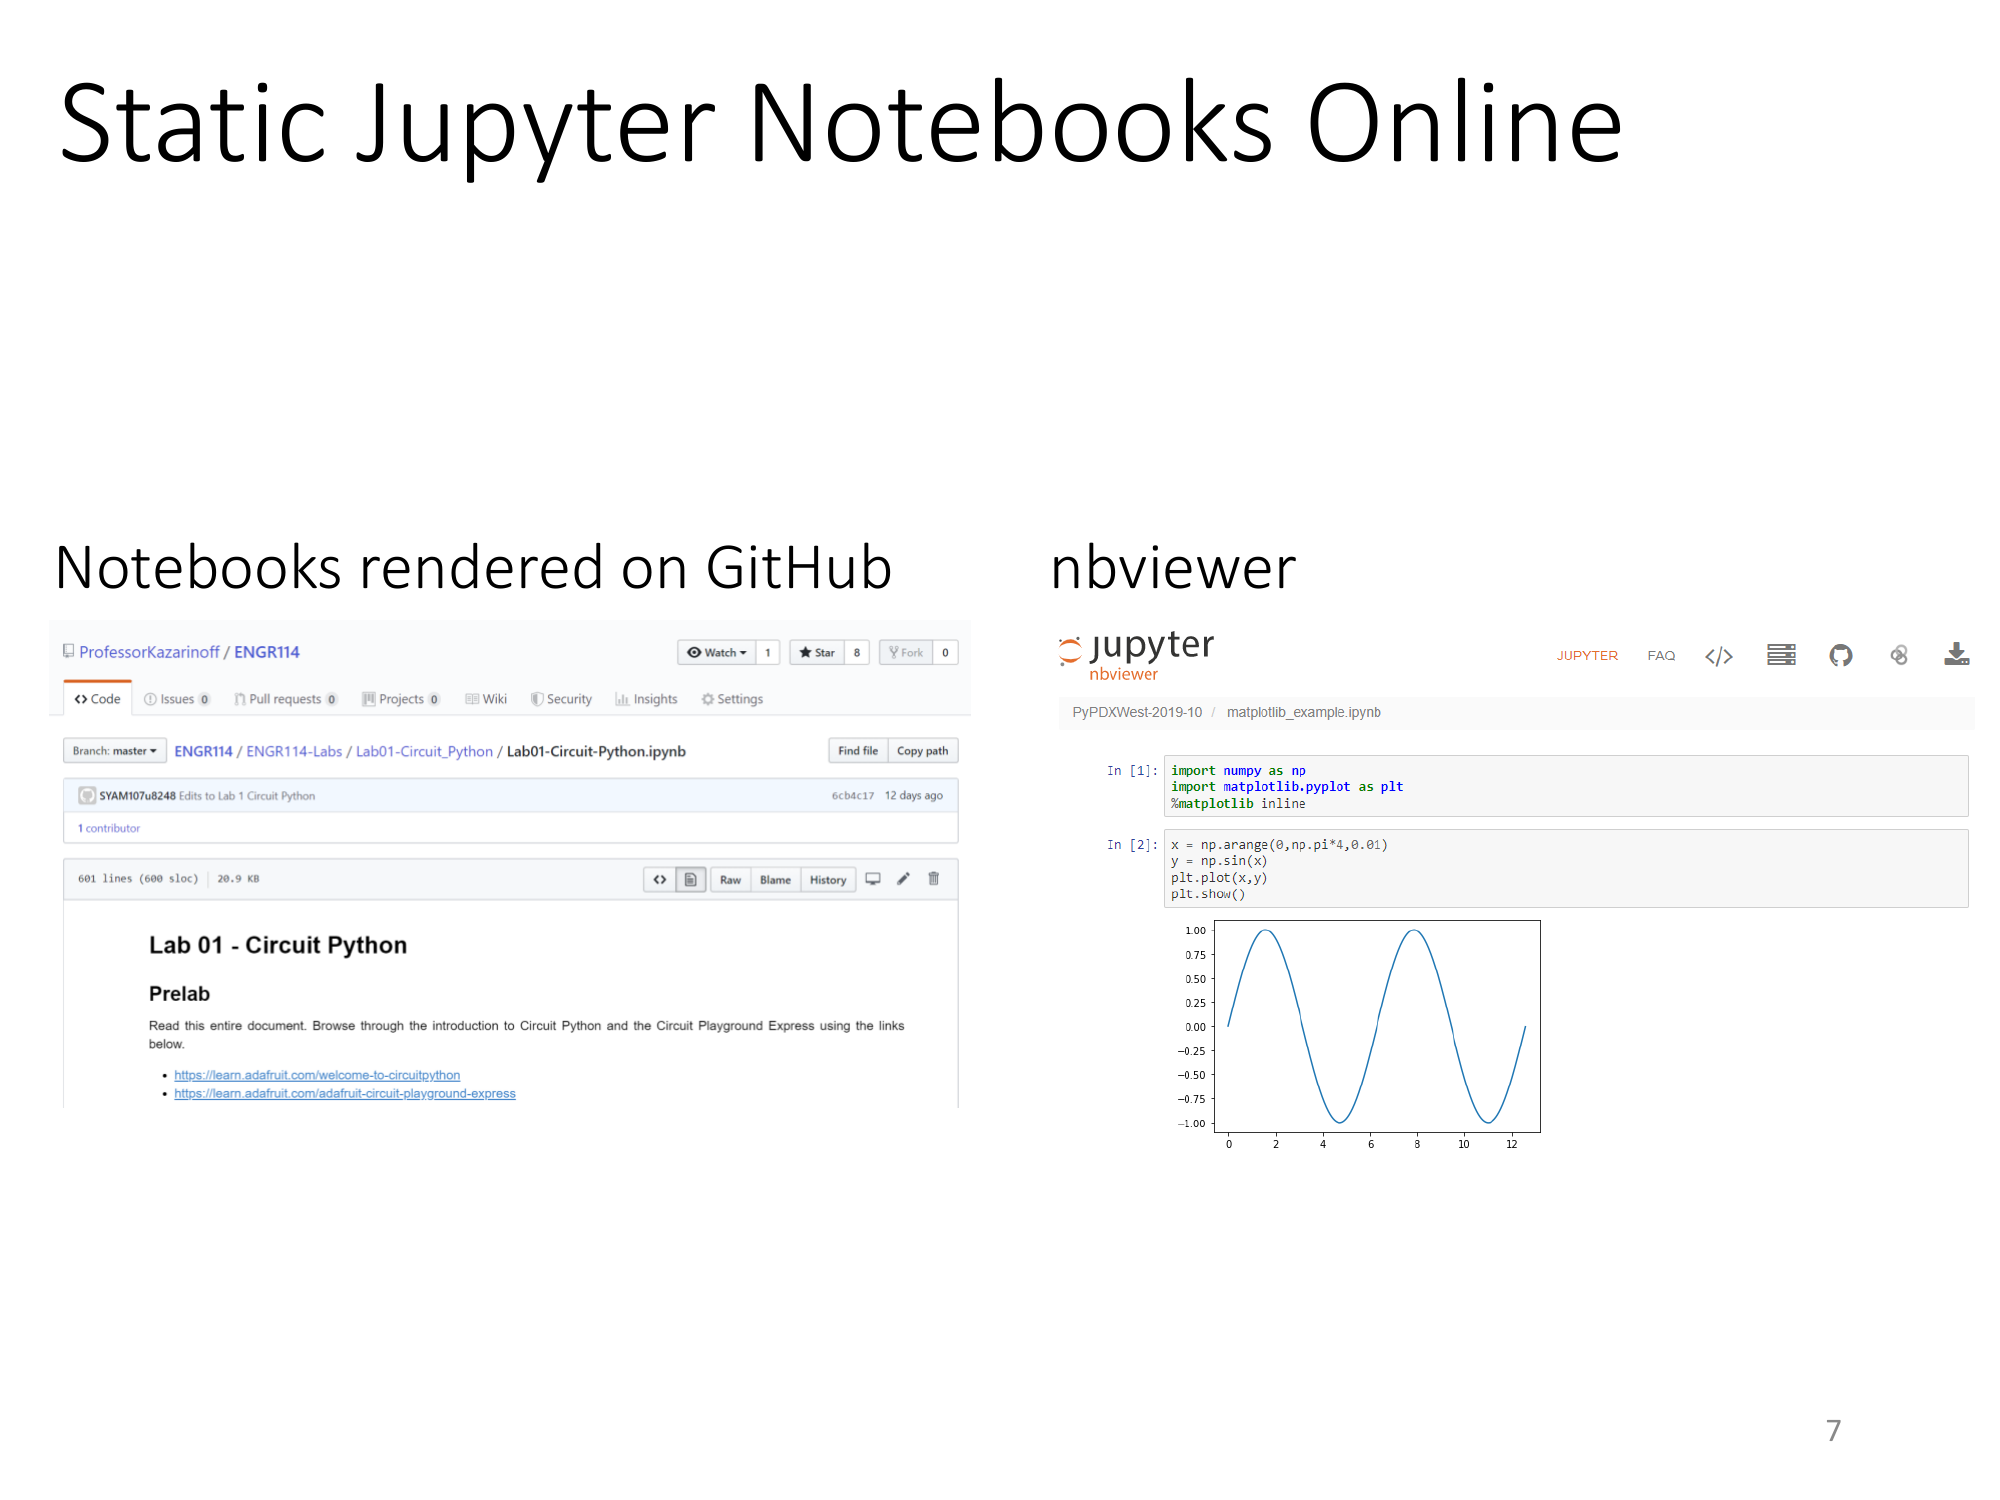 Static Jupyter Notebooks Online
Notebooks rendered on GitHub
ProfessorKazarinoff / ENGR114
Watch 1 Star 8 Fork 0
Code Issues 0 Pull requests 0 Projects 0 Wiki Security Insights Settings
Branch: master ENGR114 / ENGR114-Labs / Lab01-Circuit_Python / Lab01-Circuit-Python.ipynb Find file Copy path
SYAM107u8248 Edits to Lab 1 Circuit Python 6cb4c17 12 days ago
1 contributor
601 lines (600 sloc) 20.9 KB Raw Blame History
Lab 01 - Circuit Python
Prelab
Read this entire document. Browse through the introduction to Circuit Python and the Circuit Playground Express using the links
below.
• https://learn.adafruit.com/welcome-to-circuitpython
• https://learn.adafruit.com/adafruit-circuit-playground-express
nbviewer
jupyter
nbviewer
JUPYTER FAQ </>
PyPDXWest-2019-10 / matplotlib_example.ipynb
In [1]: import numpy as np
import matplotlib.pyplot as plt
%matplotlib inline
In [2]: x = np.arange(0,np.pi*4,0.01)
y = np.sin(x)
plt.plot(x,y)
plt.show()
1.00
0.75
0.50
0.25
0.00
−0.25
−0.50
−0.75
−1.00
0 2 4 6 8 10 12
7